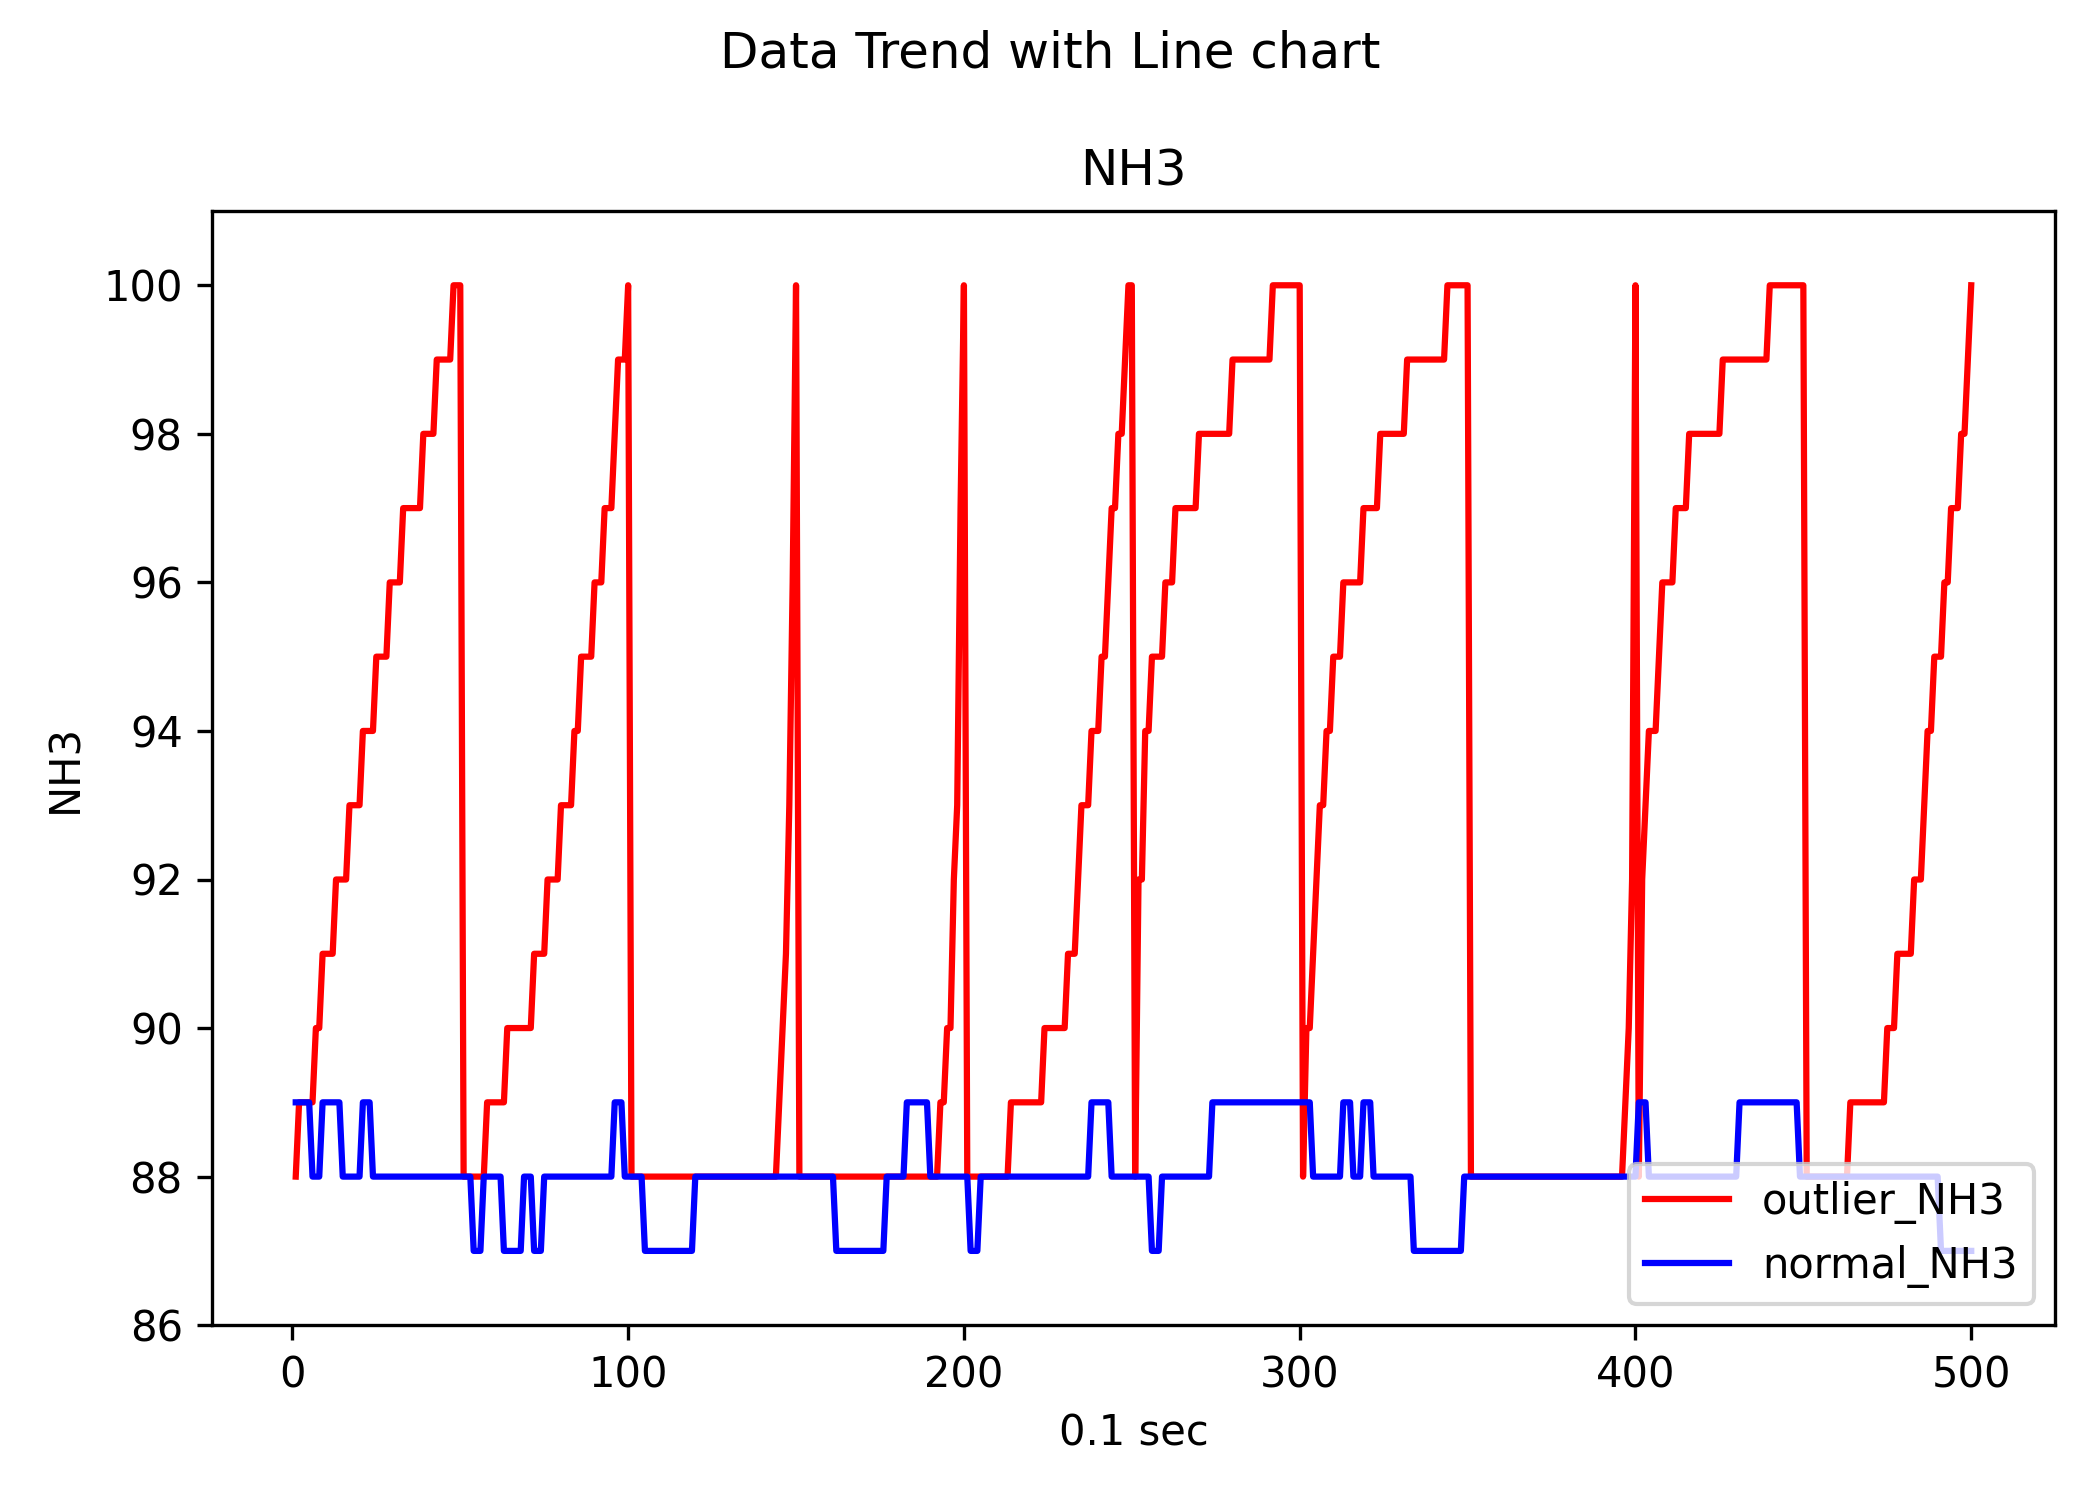 Data Trend with Line chart
NH3
100
98
96
94
92
90
88
86
NH3
outlier_NH3
normal_NH3
0 100 200 300 400 500
0.1 sec